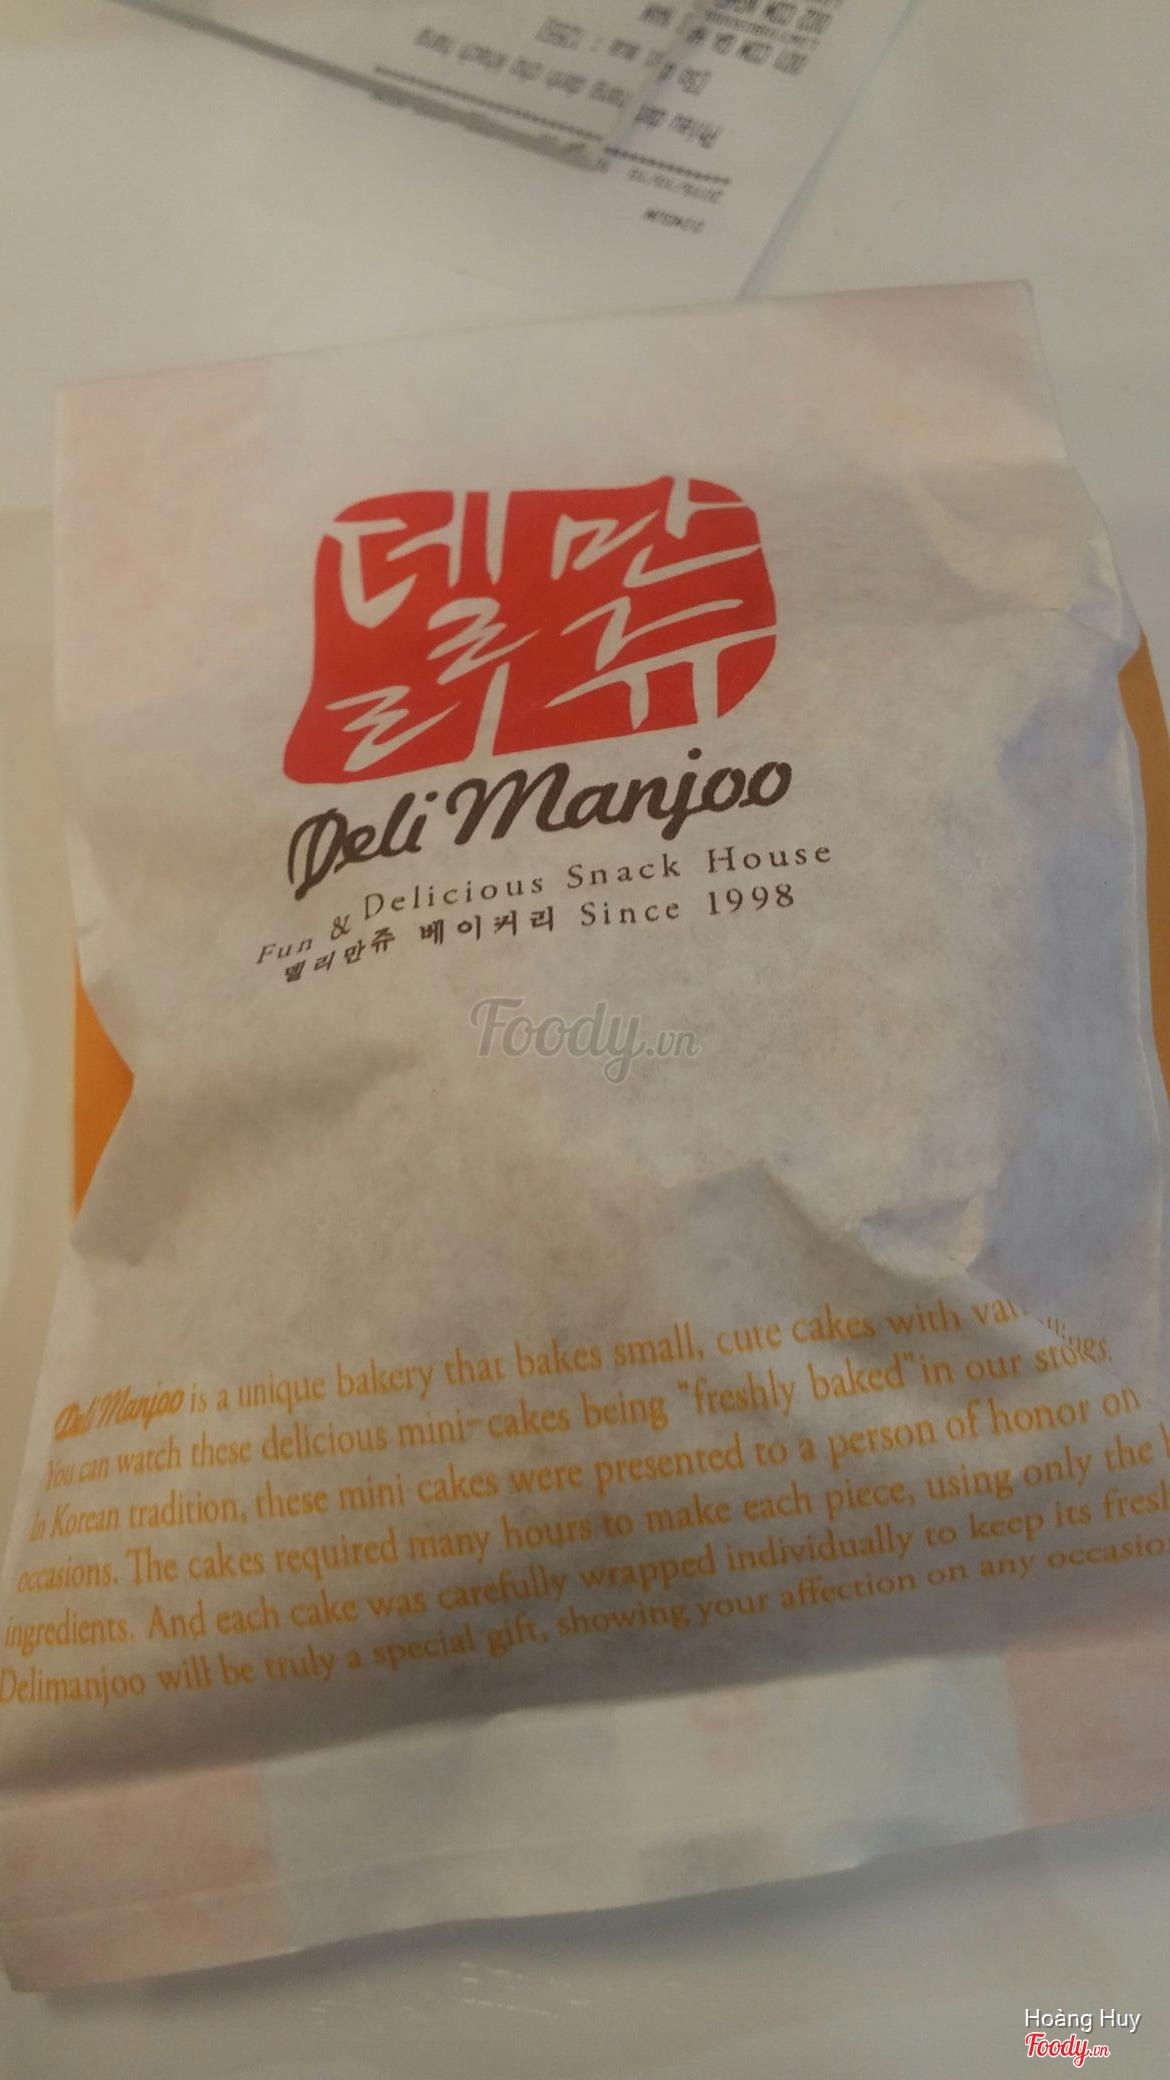 델리만쥬
Deli Manjoo
Fun & Delicious Snack House
델리만쥬 베이커리 Since 1998
Foody.vn
Deli Manjoo is a unique bakery that bakes small, cute cakes with
You can watch these delicious mini-cakes being "freshly baked" in our stores.
In Korean tradition, these mini cakes were presented to a person of honor on
occasions. The cakes required many hours to make each piece, using only the
ingredients. And each cake was carefully wrapped individually to keep its
Delimanjoo will be truly a special gift, showing your affection on any
Hoàng Huy
Foody.vn